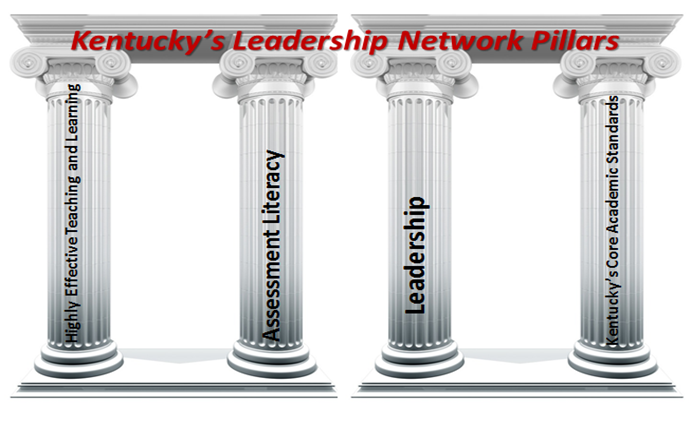 Kentucky's Leadership Network Pillars
Highly Effective Teaching and Learning
Assessment Literacy
Leadership
Kentucky's Core Academic Standards